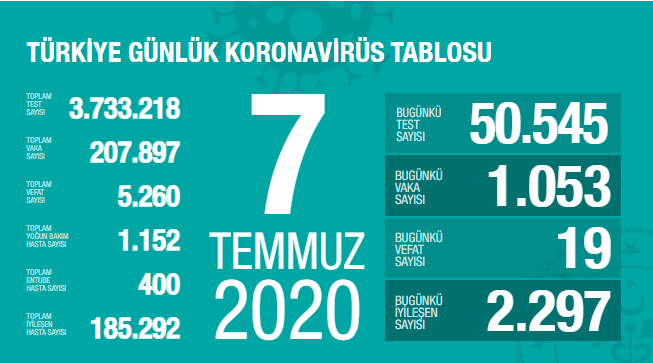 TÜRKİYE GÜNLÜK KORONAVİRÜS TABLOSU
TOPLAM
TEST
SAYISI
3.733.218
TOPLAM
VAKA
SAYISI
207.897
TOPLAM
VEFAT
SAYISI
5.260
TOPLAM
YOĞUN BAKIM
HASTA SAYISI
1.152
TOPLAM
ENTUBE
HASTA SAYISI
400
TOPLAM
İYİLEŞEN
HASTA SAYISI
185.292
7
TEMMUZ
2020
BUGÜNKÜ
TEST
SAYISI
50.545
BUGÜNKÜ
VAKA
SAYISI
1.053
BUGÜNKÜ
VEFAT
SAYISI
19
BUGÜNKÜ
İYİLEŞEN
SAYISI
2.297